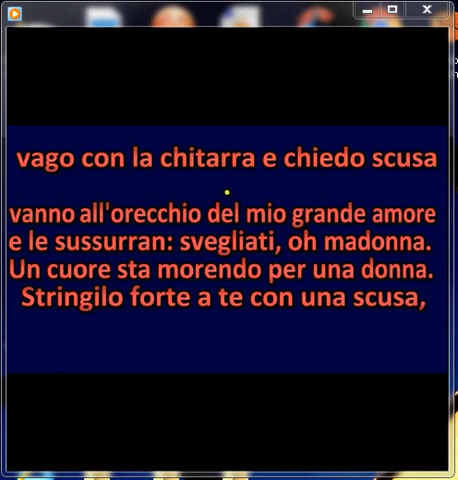 vago con la chitarra e chiedo scusa
vanno all'orecchio del mio grande amore
e le sussurran: svegliati, oh madonna.
Un cuore sta morendo per una donna.
Stringilo forte a te con una scusa,